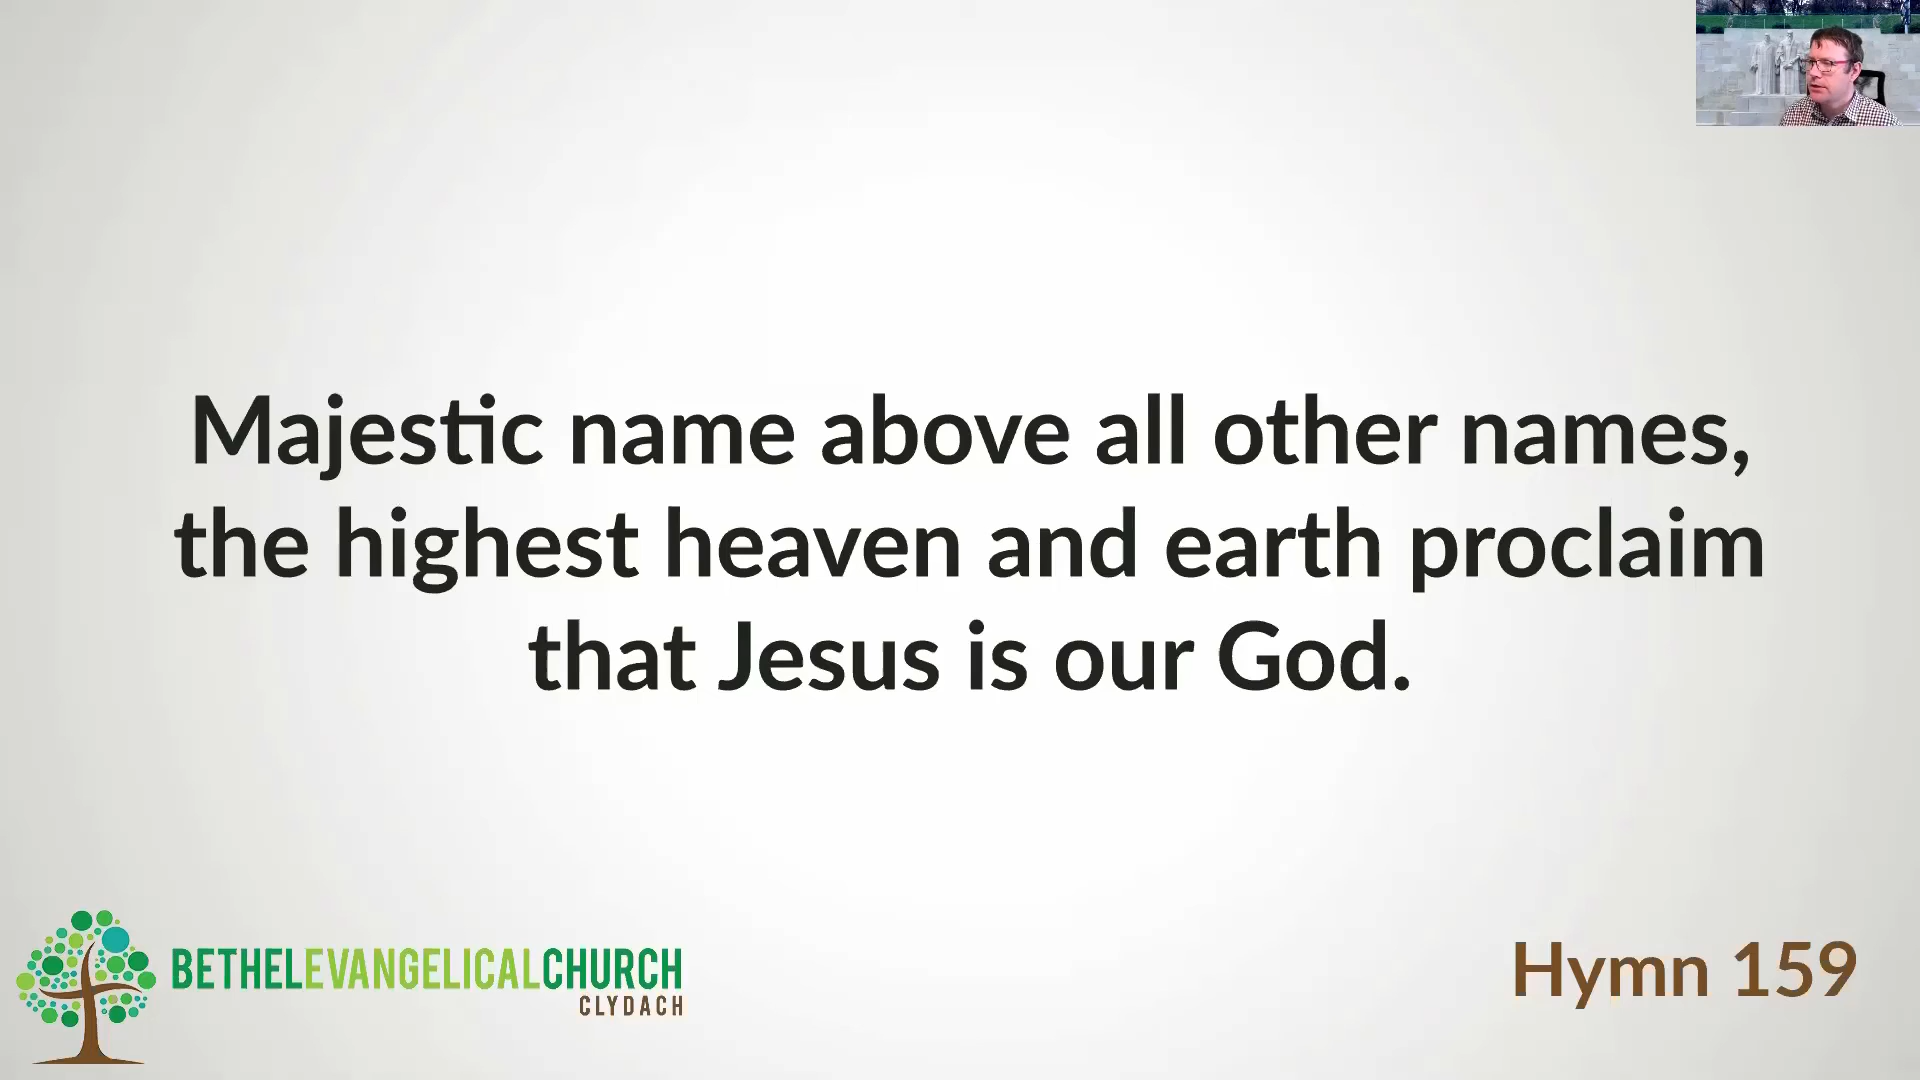 Majestic name above all other names,
the highest heaven and earth proclaim
that Jesus is our God.
BETHELEVANGELICALCHURCH
CLYDACH
Hymn 159